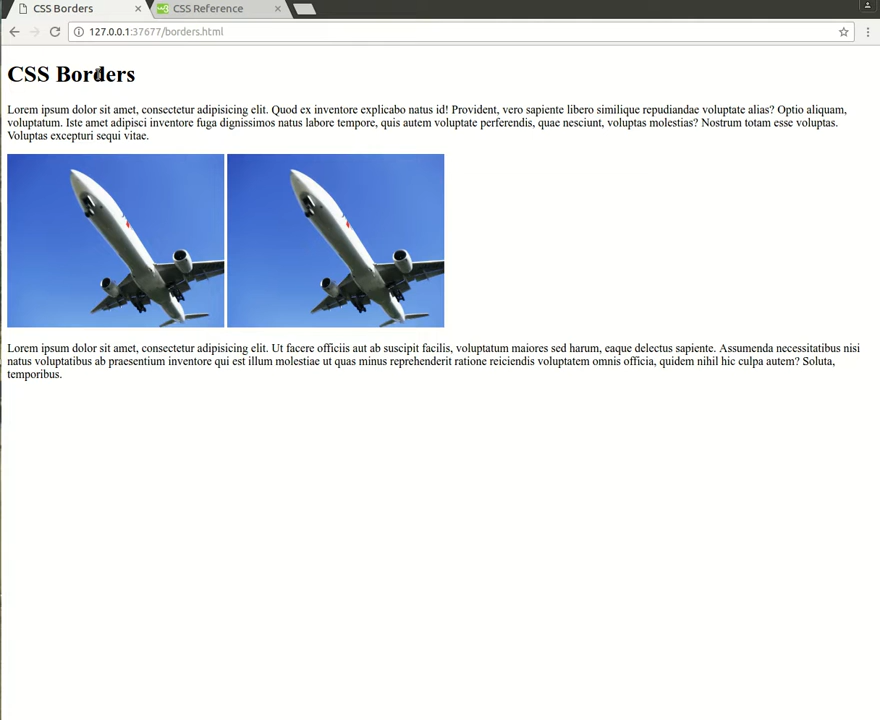 CSS Borders
CSS Reference
127.0.0.1:37677/borders.html
CSS Borders
Lorem ipsum dolor sit amet, consectetur adipisicing elit. Quod ex inventore explicabo natus id! Provident, vero sapiente libero similique repudiandae voluptate alias? Optio aliquam,
voluptatum. Iste amet adipisci inventore fuga dignissimos natus labore tempore, quis autem voluptate perferendis, quae nesciunt, voluptas molestias? Nostrum totam esse voluptas.
Voluptas excepturi sequi vitae.
Lorem ipsum dolor sit amet, consectetur adipisicing elit. Ut facere officiis aut ab suscipit facilis, voluptatum maiores sed harum, eaque delectus sapiente. Assumenda necessitatibus nisi
natus voluptatibus ab praesentium inventore qui est illum molestiae ut quas minus reprehenderit ratione reiciendis voluptatem omnis officia, quidem nihil hic culpa autem? Soluta,
temporibus.